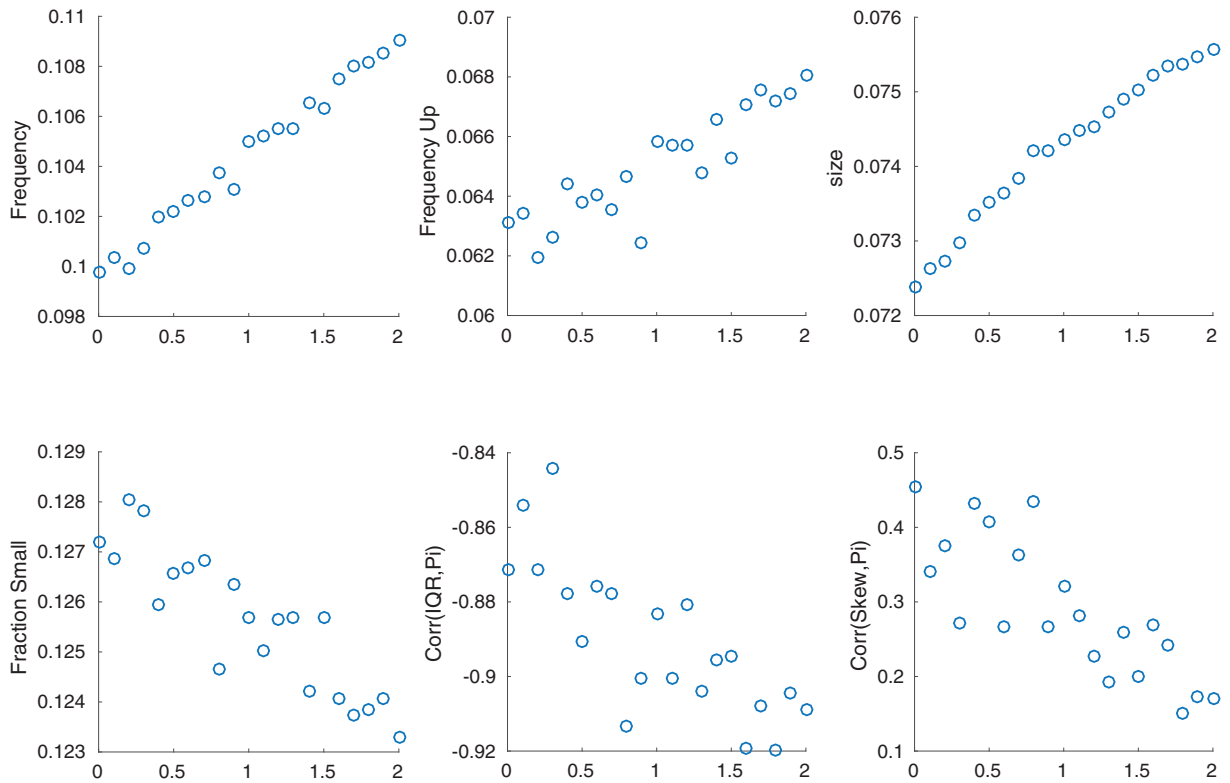 Frequency
0.11
0.108
0.106
0.104
0.102
0.1
0.098
0 0.5 1 1.5 2
Frequency Up
0.07
0.068
0.066
0.064
0.062
0.06
0 0.5 1 1.5 2
size
0.076
0.075
0.074
0.073
0.072
0 0.5 1 1.5 2
Fraction Small
0.129
0.128
0.127
0.126
0.125
0.124
0.123
0 0.5 1 1.5 2
Corr(IQR,Pi)
-0.84
-0.86
-0.88
-0.9
-0.92
0 0.5 1 1.5 2
Corr(Skew,Pi)
0.5
0.4
0.3
0.2
0.1
0 0.5 1 1.5 2